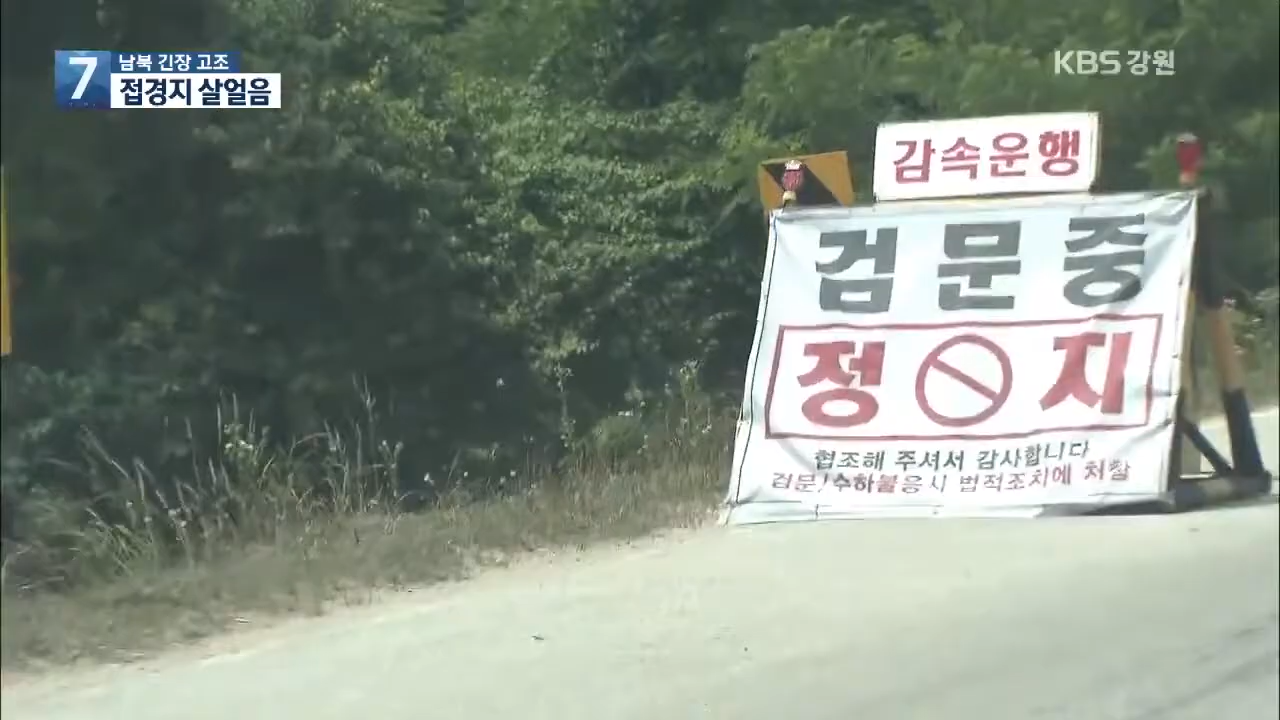 7
남북 긴장 고조
접경지 살얼음
KBS 강원
감속운행
검문중
정지
협조해 주셔서 감사합니다
검문/수하불응시 법적조치에 처함